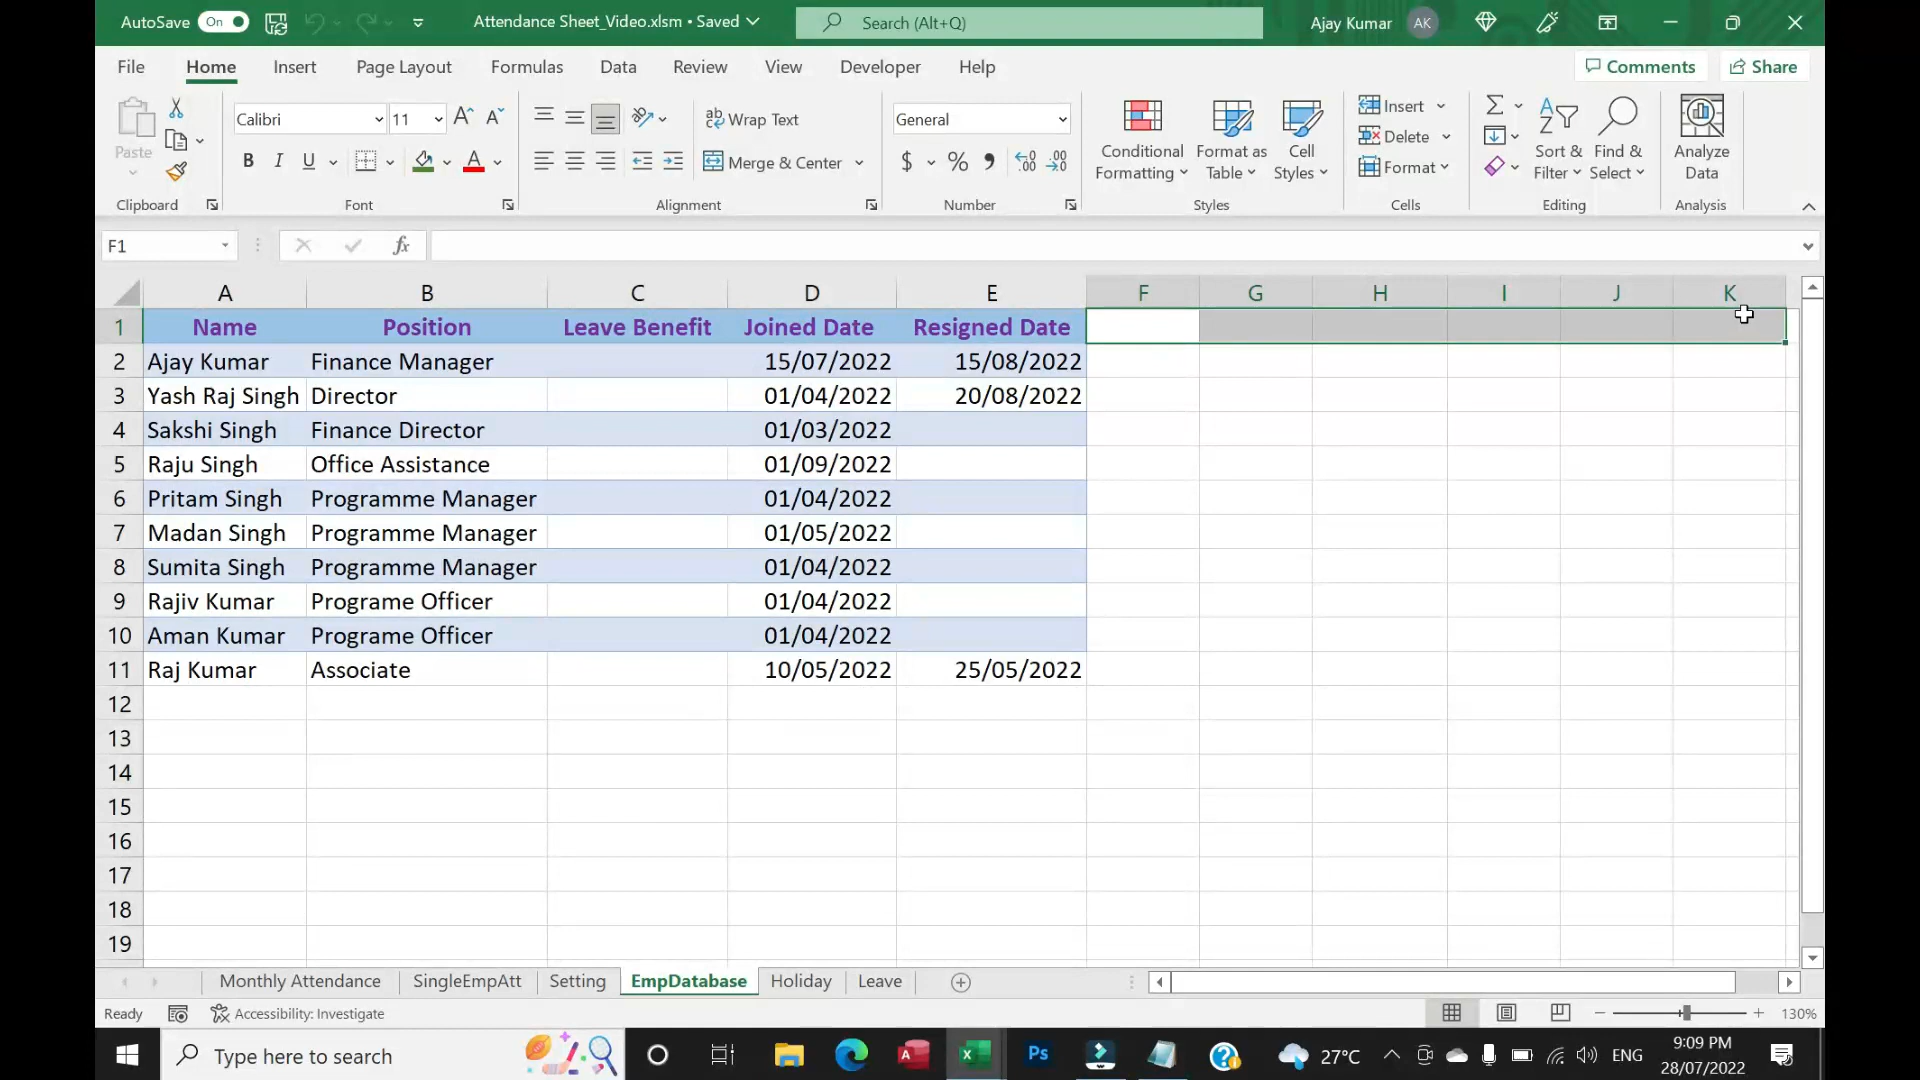 AutoSave On Attendance Sheet_Video.xlsm • Saved Search (Alt+Q) Ajay Kumar AK
File Home Insert Page Layout Formulas Data Review View Developer Help Comments Share
Paste Calibri 11 Wrap Text General Conditional Formatting Format as Table Cell Styles Insert Sort & Filter Find & Select Analyze Data
B I U Merge & Center $ % Delete
Format
Clipboard Font Alignment Number Styles Cells Editing Analysis
F1 fx
A B C D E F G H I J K
1 Name Position Leave Benefit Joined Date Resigned Date
2 Ajay Kumar Finance Manager 15/07/2022 15/08/2022
3 Yash Raj Singh Director 01/04/2022 20/08/2022
4 Sakshi Singh Finance Director 01/03/2022
5 Raju Singh Office Assistance 01/09/2022
6 Pritam Singh Programme Manager 01/04/2022
7 Madan Singh Programme Manager 01/05/2022
8 Sumita Singh Programme Manager 01/04/2022
9 Rajiv Kumar Programe Officer 01/04/2022
10 Aman Kumar Programe Officer 01/04/2022
11 Raj Kumar Associate 10/05/2022 25/05/2022
12
13
14
15
16
17
18
19
Monthly Attendance SingleEmpAtt Setting EmpDatabase Holiday Leave
Ready Accessibility: Investigate 130%
Type here to search Ps 27°C ENG 9:09 PM
28/07/2022